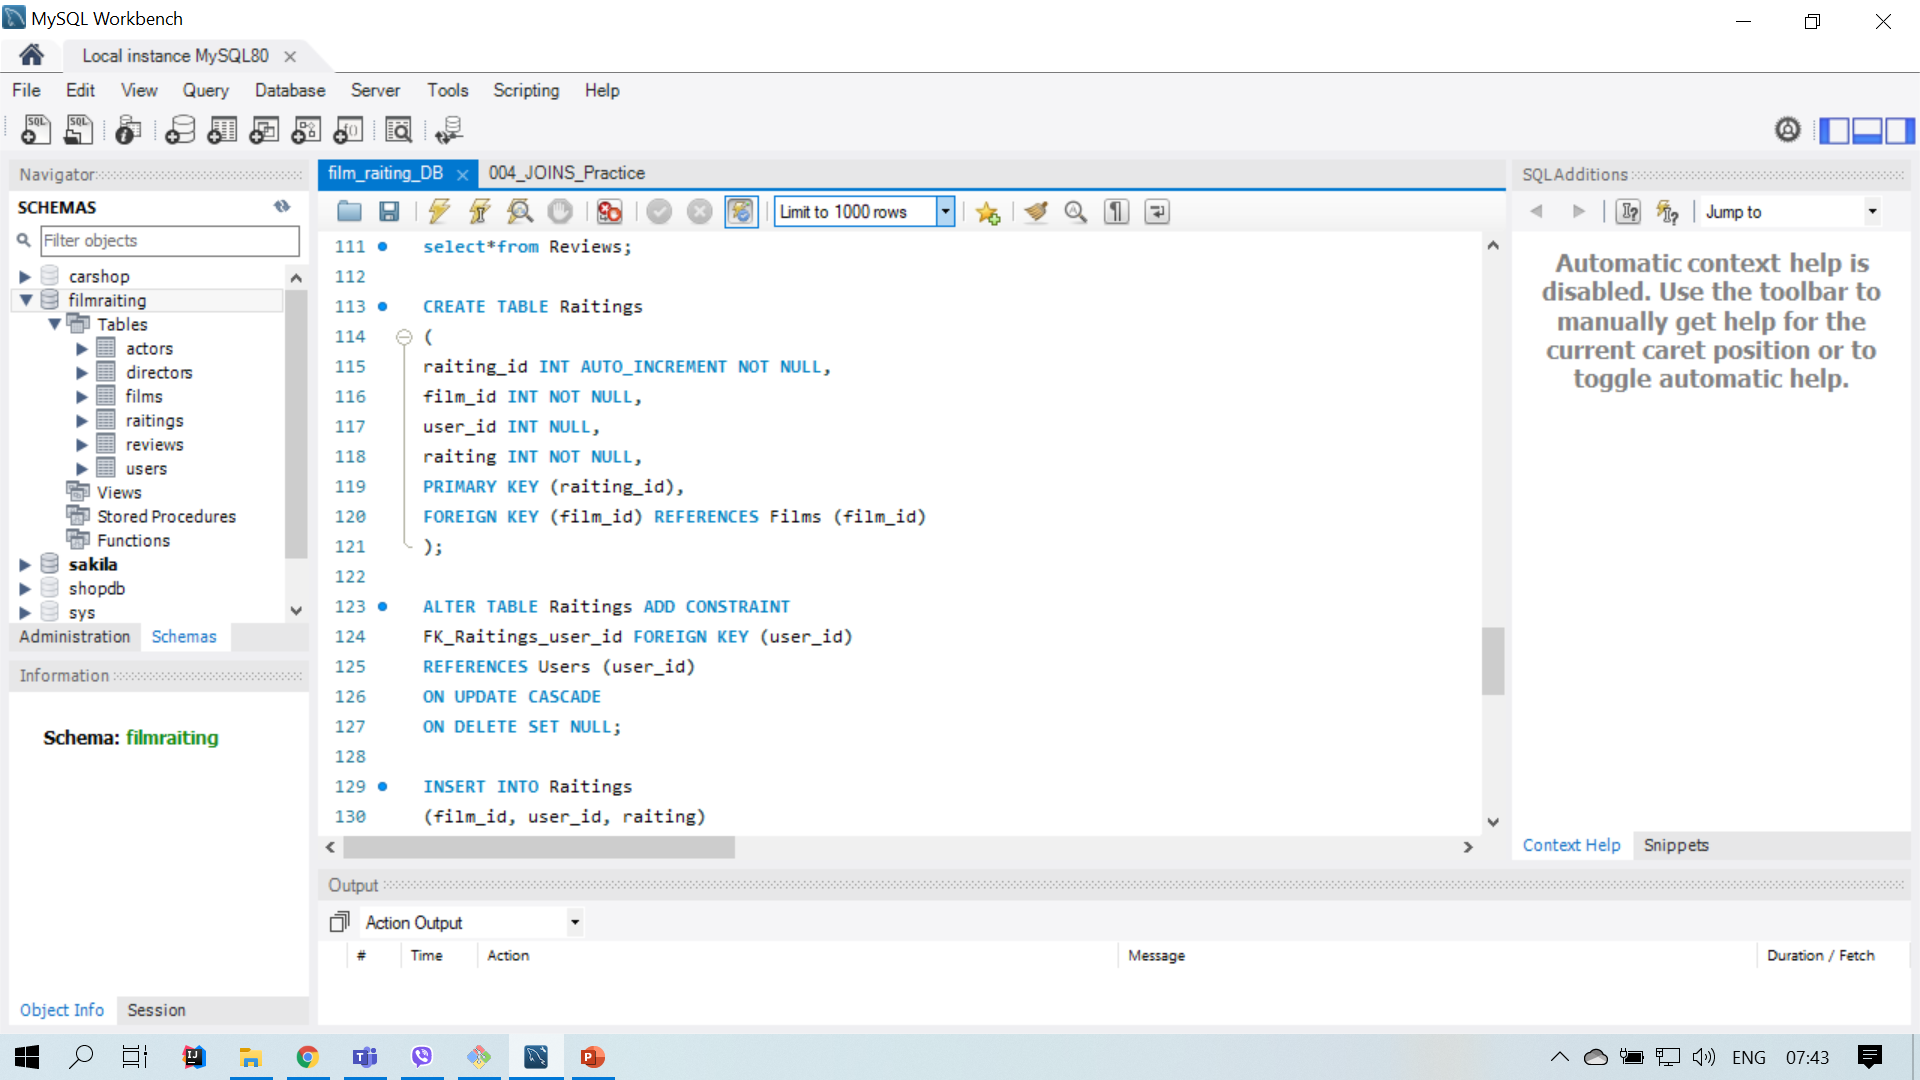 MySQL Workbench
Local instance MySQL80
File Edit View Query Database Server Tools Scripting Help
Navigator
SCHEMAS
Filter objects
carshop
filmraiting
Tables
actors
directors
films
raitings
reviews
users
Views
Stored Procedures
Functions
sakila
shopdb
sys
Administration Schemas
Information
Schema: filmraiting
Object Info Session
film_raiting_DB 004_JOINS_Practice
Limit to 1000 rows
111 select*from Reviews;
112
113 CREATE TABLE Raitings
114 (
115 raiting_id INT AUTO_INCREMENT NOT NULL,
116 film_id INT NOT NULL,
117 user_id INT NULL,
118 raiting INT NOT NULL,
119 PRIMARY KEY (raiting_id),
120 FOREIGN KEY (film_id) REFERENCES Films (film_id)
121 );
122
123 ALTER TABLE Raitings ADD CONSTRAINT
124 FK_Raitings_user_id FOREIGN KEY (user_id)
125 REFERENCES Users (user_id)
126 ON UPDATE CASCADE
127 ON DELETE SET NULL;
128
129 INSERT INTO Raitings
130 (film_id, user_id, raiting)
SQLAdditions
Jump to
Automatic context help is
disabled. Use the toolbar to
manually get help for the
current caret position or to
toggle automatic help.
Context Help Snippets
Output
Action Output
# Time Action Message Duration / Fetch
ENG 07:43